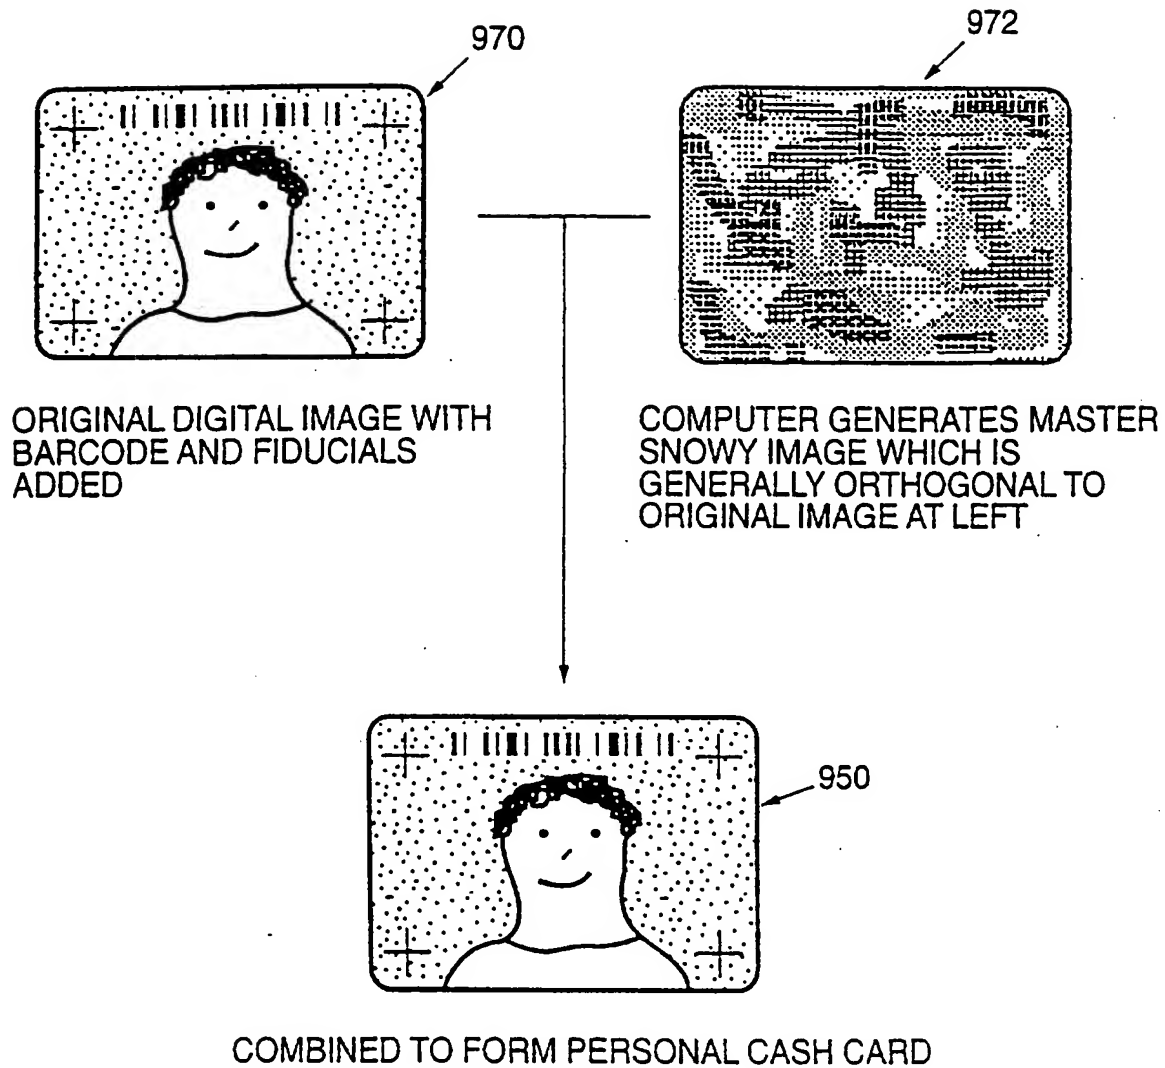 970
972
ORIGINAL DIGITAL IMAGE WITH
BARCODE AND FIDUCIALS
ADDED
COMPUTER GENERATES MASTER
SNOWY IMAGE WHICH IS
GENERALLY ORTHOGONAL TO
ORIGINAL IMAGE AT LEFT
950
COMBINED TO FORM PERSONAL CASH CARD